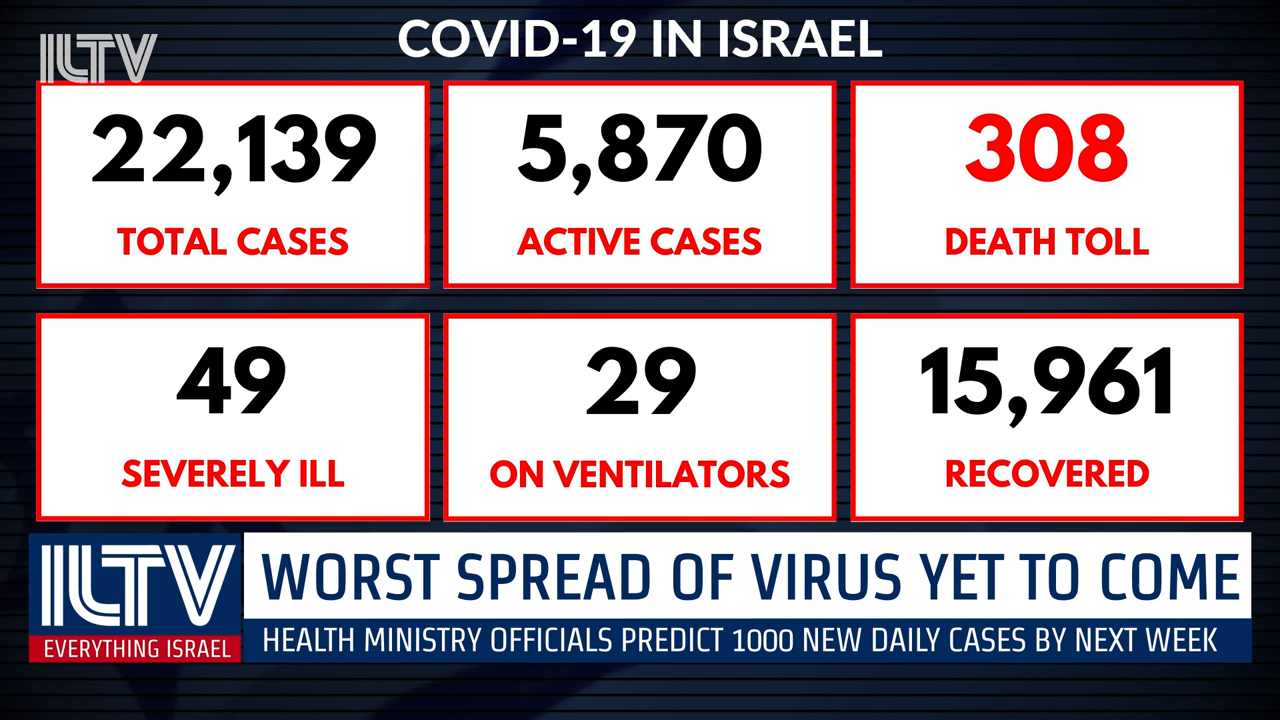 COVID-19 IN ISRAEL
ILTV
22,139
TOTAL CASES
5,870
ACTIVE CASES
308
DEATH TOLL
49
SEVERELY ILL
29
ON VENTILATORS
15,961
RECOVERED
ILTV
EVERYTHING ISRAEL
WORST SPREAD OF VIRUS YET TO COME
HEALTH MINISTRY OFFICIALS PREDICT 1000 NEW DAILY CASES BY NEXT WEEK